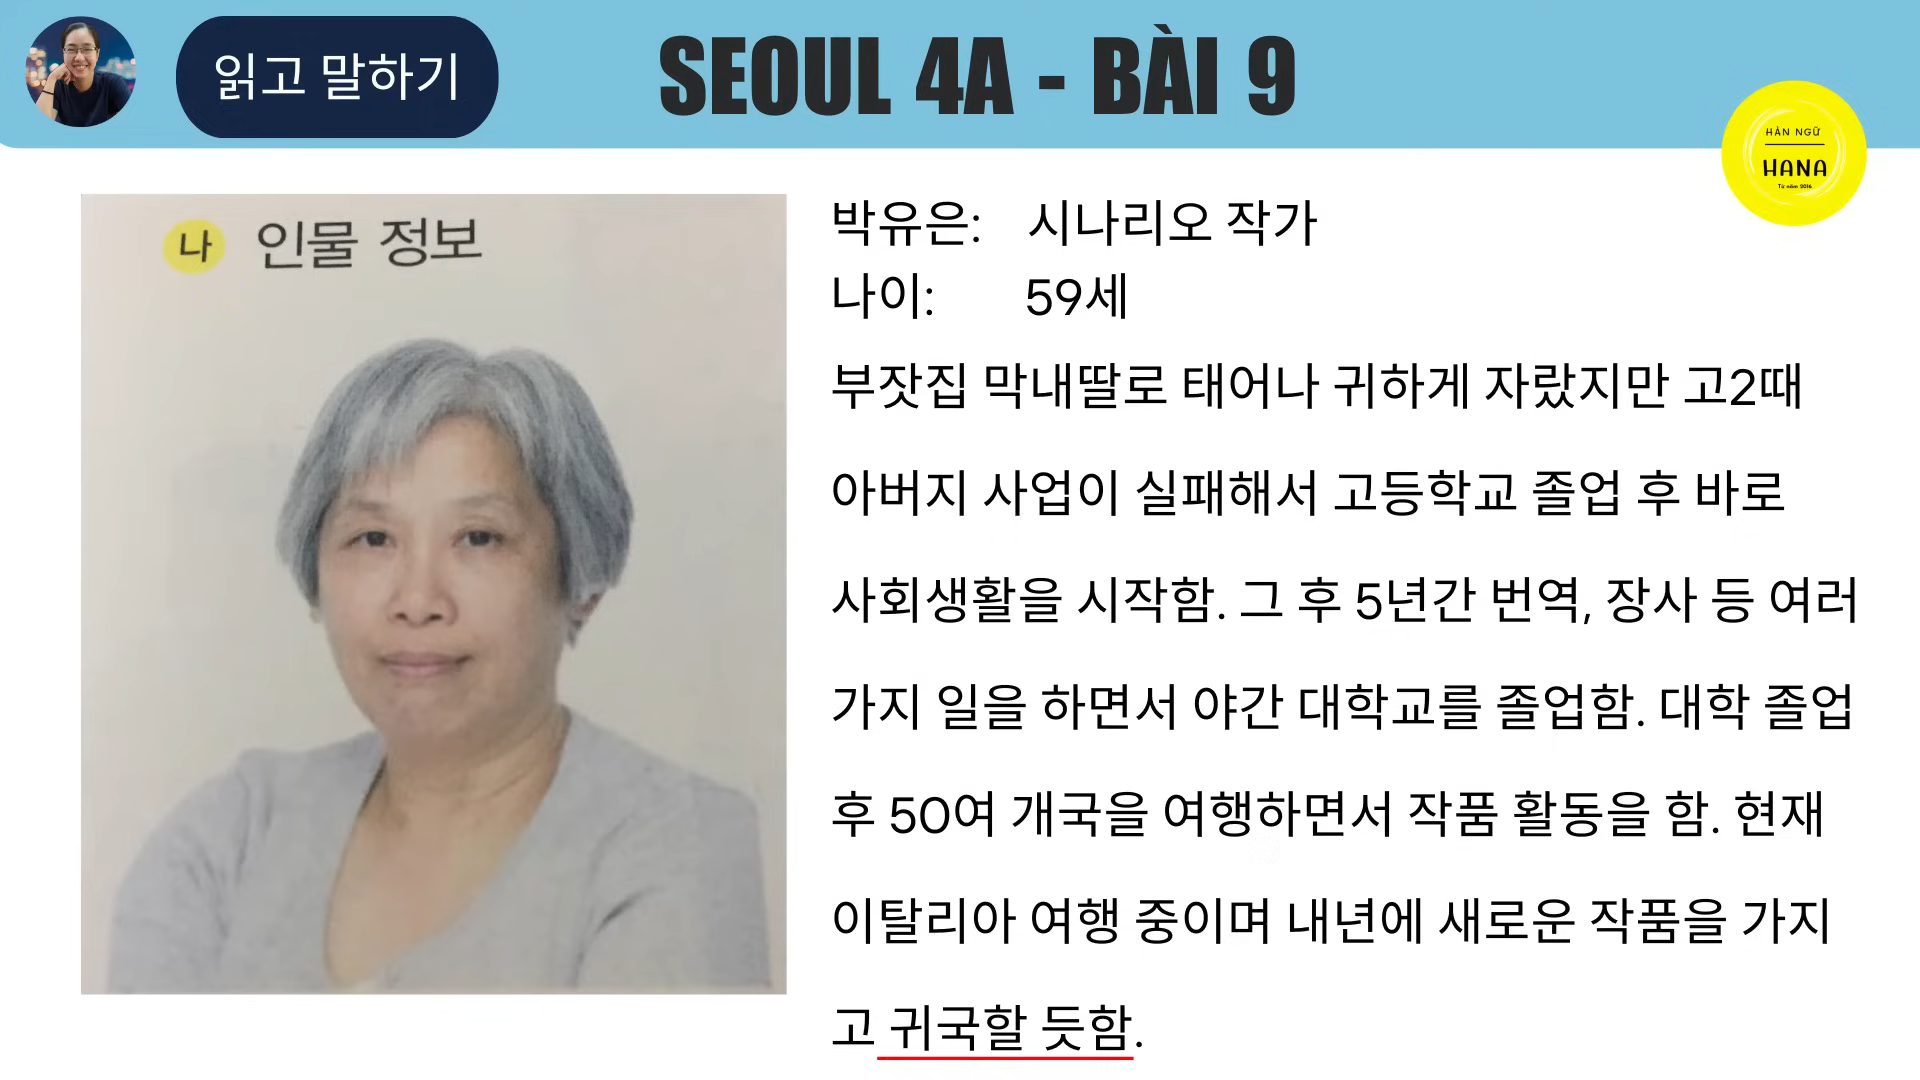 읽고 말하기
SEOUL 4A - BÀI 9
HÀN NGỮ
HANA
Từ năm 2016
나 인물 정보
박유은: 시나리오 작가
나이: 59세
부잣집 막내딸로 태어나 귀하게 자랐지만 고2때
아버지 사업이 실패해서 고등학교 졸업 후 바로
사회생활을 시작함. 그 후 5년간 번역, 장사 등 여러
가지 일을 하면서 야간 대학교를 졸업함. 대학 졸업
후 50여 개국을 여행하면서 작품 활동을 함. 현재
이탈리아 여행 중이며 내년에 새로운 작품을 가지
고 귀국할 듯함.